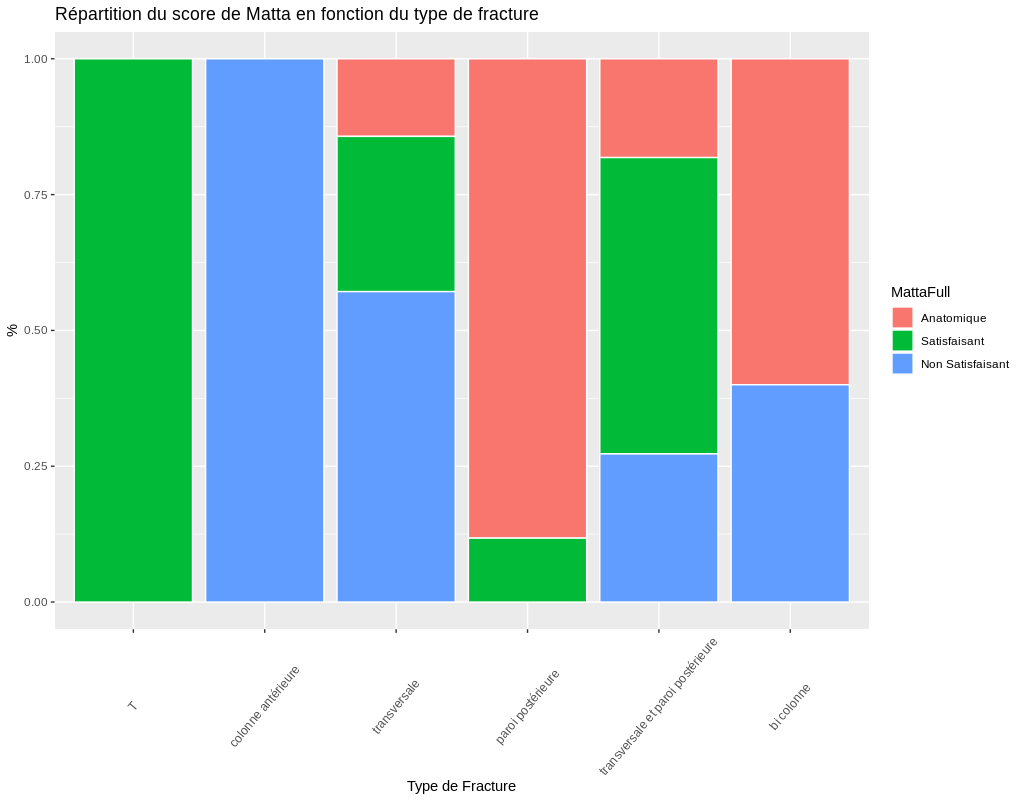 Répartition du score de Matta en fonction du type de fracture
%
1.00
0.75
0.50
0.25
0.00
T
colonne antérieure
transversale
paroi postérieure
transversale et paroi postérieure
bi colonne
Type de Fracture
MattaFull
Anatomique
Satisfaisant
Non Satisfaisant